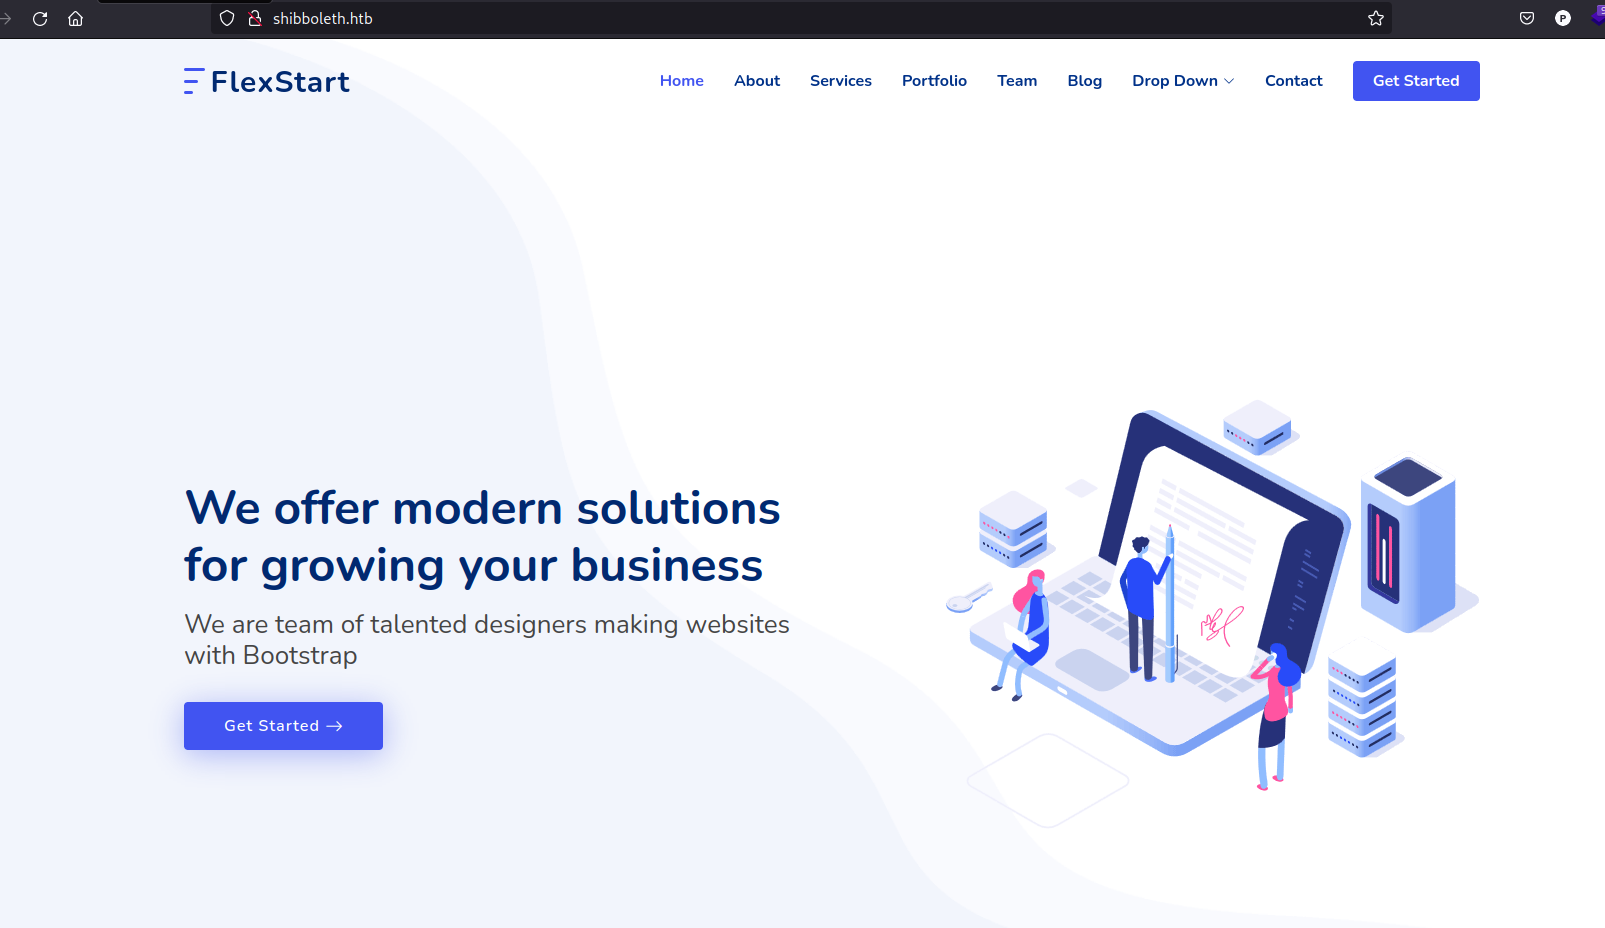 shibboleth.htb
P
FlexStart
Home About Services Portfolio Team Blog Drop Down Contact Get Started
We offer modern solutions
for growing your business
We are team of talented designers making websites
with Bootstrap
Get Started